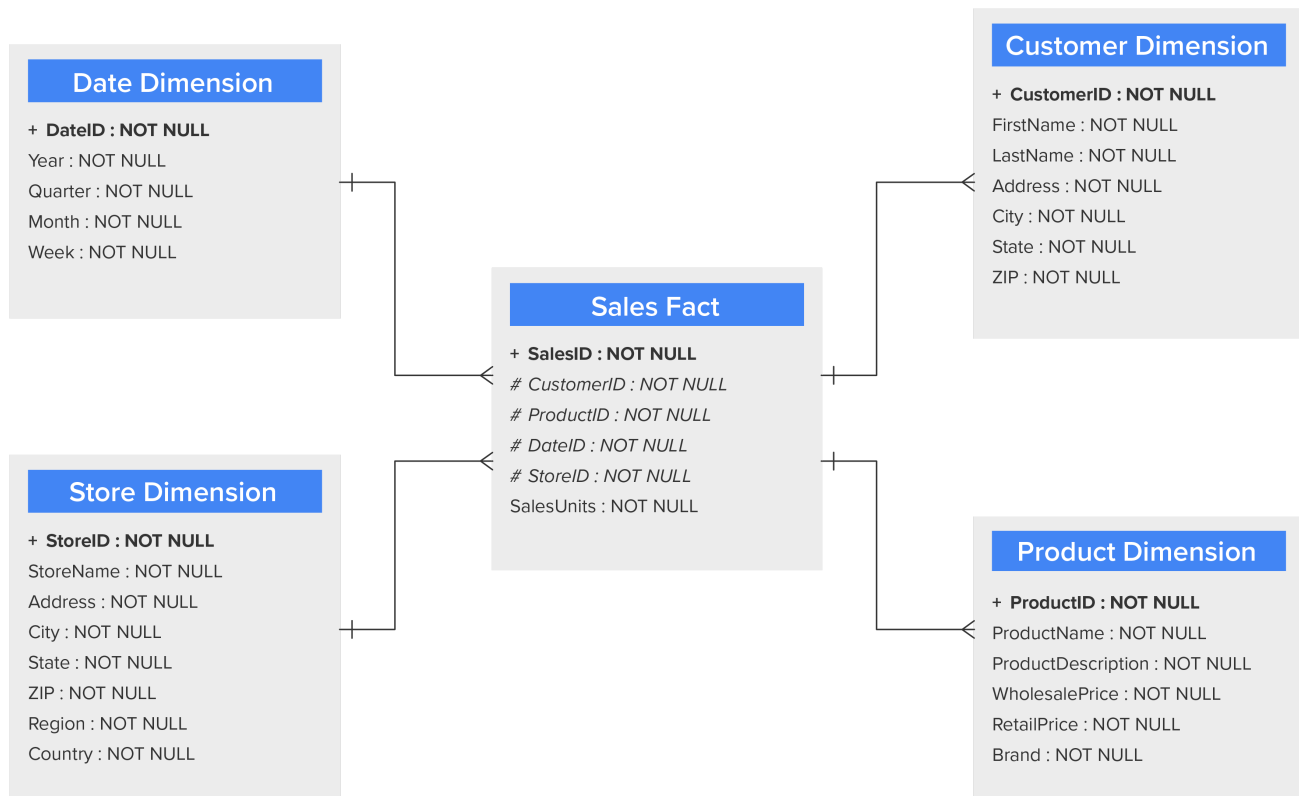 Date Dimension
+ DateID : NOT NULL
Year : NOT NULL
Quarter : NOT NULL
Month : NOT NULL
Week : NOT NULL
Customer Dimension
+ CustomerID : NOT NULL
FirstName : NOT NULL
LastName : NOT NULL
Address : NOT NULL
City : NOT NULL
State : NOT NULL
ZIP : NOT NULL
Sales Fact
+ SalesID : NOT NULL
# CustomerID : NOT NULL
# ProductID : NOT NULL
# DateID : NOT NULL
# StoreID : NOT NULL
SalesUnits : NOT NULL
Store Dimension
+ StoreID : NOT NULL
StoreName : NOT NULL
Address : NOT NULL
City : NOT NULL
State : NOT NULL
ZIP : NOT NULL
Region : NOT NULL
Country : NOT NULL
Product Dimension
+ ProductID : NOT NULL
ProductName : NOT NULL
ProductDescription : NOT NULL
WholesalePrice : NOT NULL
RetailPrice : NOT NULL
Brand : NOT NULL